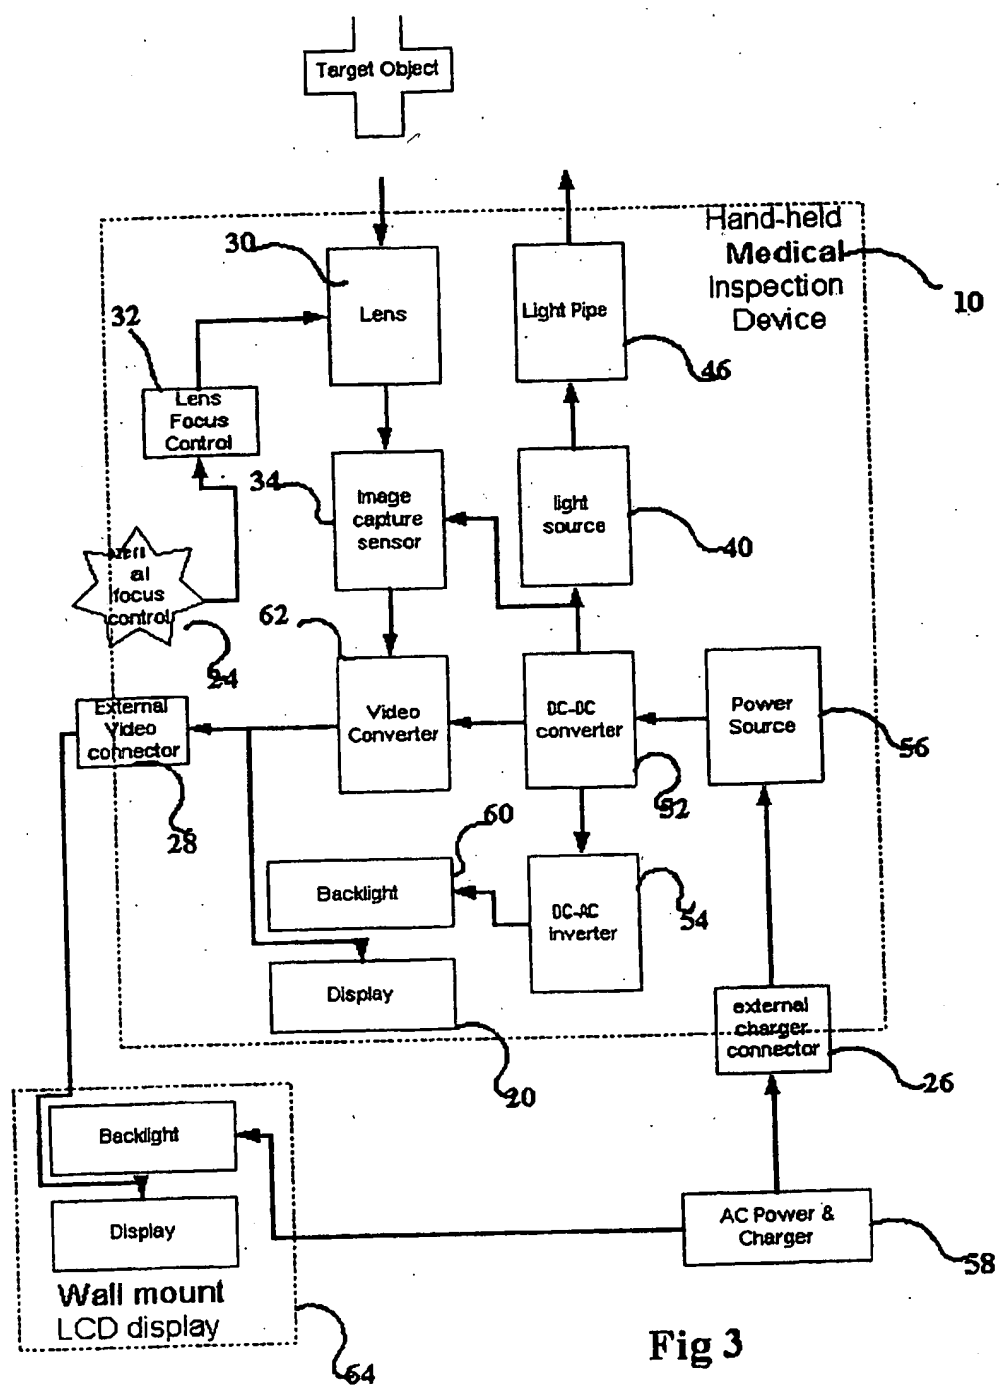 Target Object
Hand-held
Medical
Inspection
Device
10
30
Lens
Light Pipe
46
32
Lens
Focus
Control
34
Image
capture
sensor
light
source
40
al
focus
control
24
62
Video
Converter
DC-DC
converter
52
Power
Source
56
External
Video
connector
28
60
Backlight
DC-AC
inverter
54
Display
20
external
charger
connector
26
Backlight
Display
Wall mount
LCD display
64
AC Power &
Charger
58
Fig 3